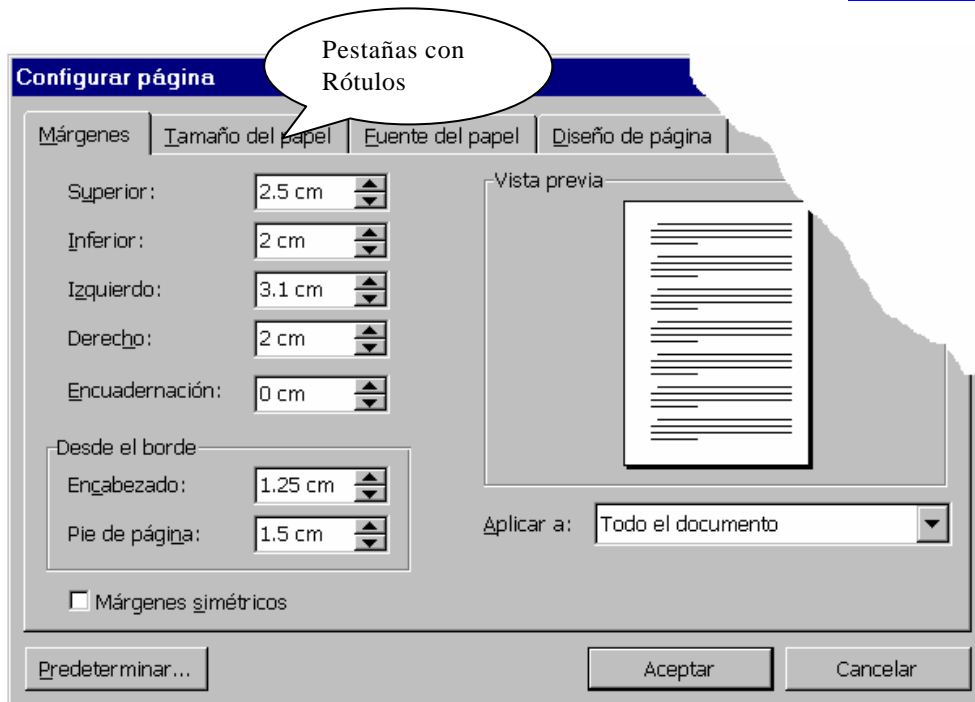 Pestañas con
Rótulos
Configurar página
Márgenes
Tamaño del papel
Fuente del papel
Diseño de página
Superior:
2.5 cm
Inferior:
2 cm
Izquierdo:
3.1 cm
Derecho:
2 cm
Encuadernación:
0 cm
Desde el borde
Encabezado:
1.25 cm
Pie de página:
1.5 cm
Márgenes simétricos
Vista previa
Aplicar a:
Todo el documento
Predeterminar...
Aceptar
Cancelar